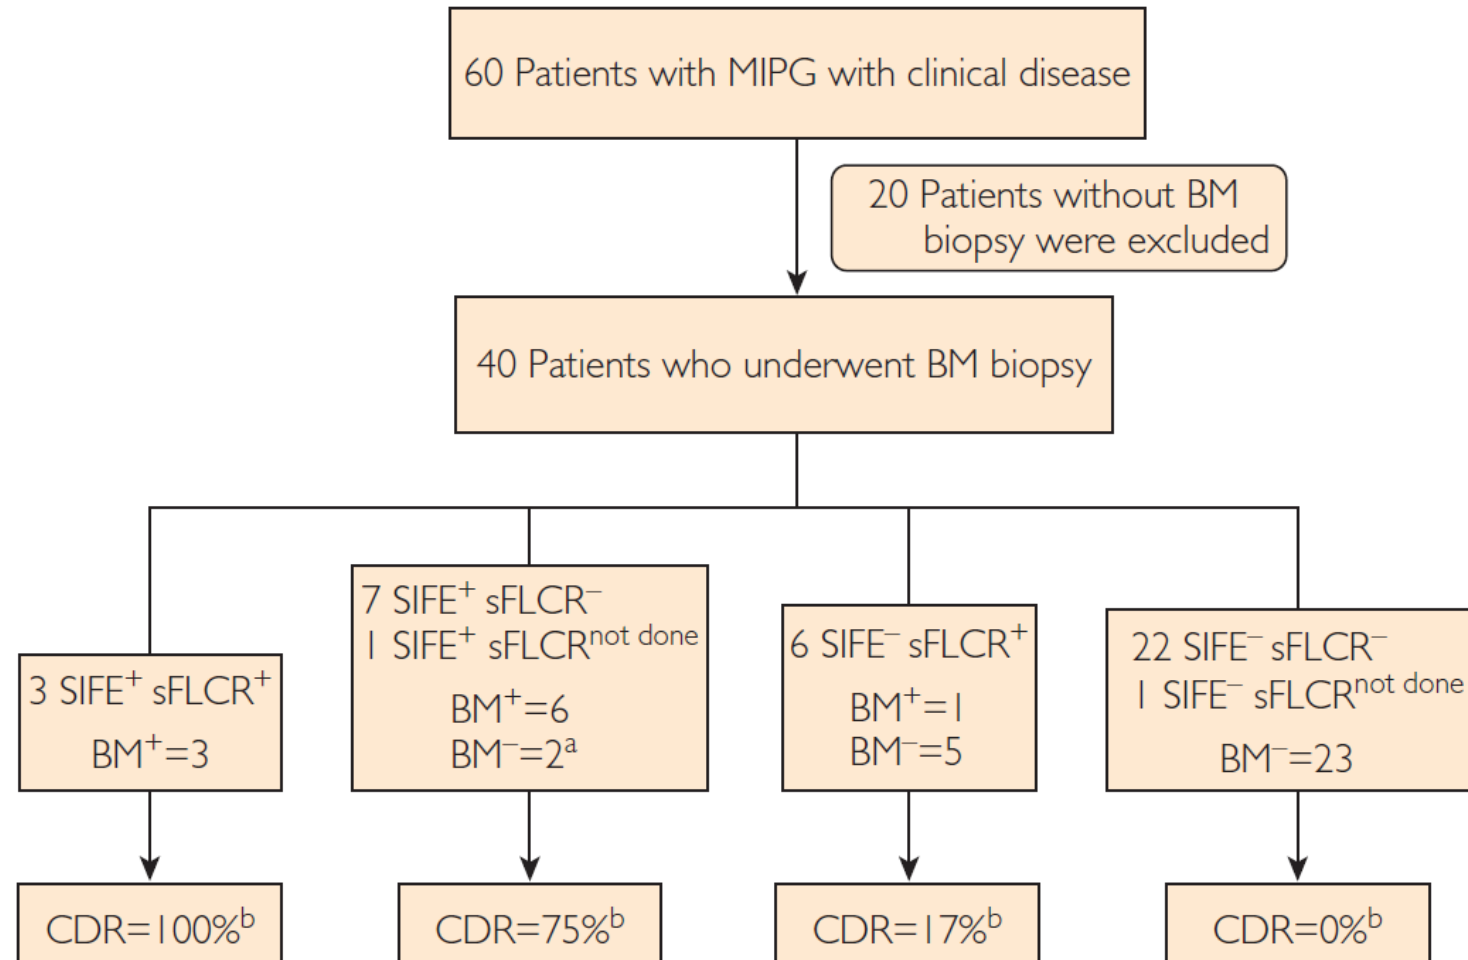 60 Patients with MIPG with clinical disease
20 Patients without BM
biopsy were excluded
40 Patients who underwent BM biopsy
3 SIFE⁺ sFLCR⁺
BM⁺=3
7 SIFE⁺ sFLCR⁻
1 SIFE⁺ sFLCRⁿᵒᵗ ᵈᵒⁿᵉ
BM⁺=6
BM⁻=2ᵃ
6 SIFE⁻ sFLCR⁺
BM⁺=1
BM⁻=5
22 SIFE⁻ sFLCR⁻
1 SIFE⁻ sFLCRⁿᵒᵗ ᵈᵒⁿᵉ
BM⁻=23
CDR=100%ᵇ
CDR=75%ᵇ
CDR=17%ᵇ
CDR=0%ᵇ